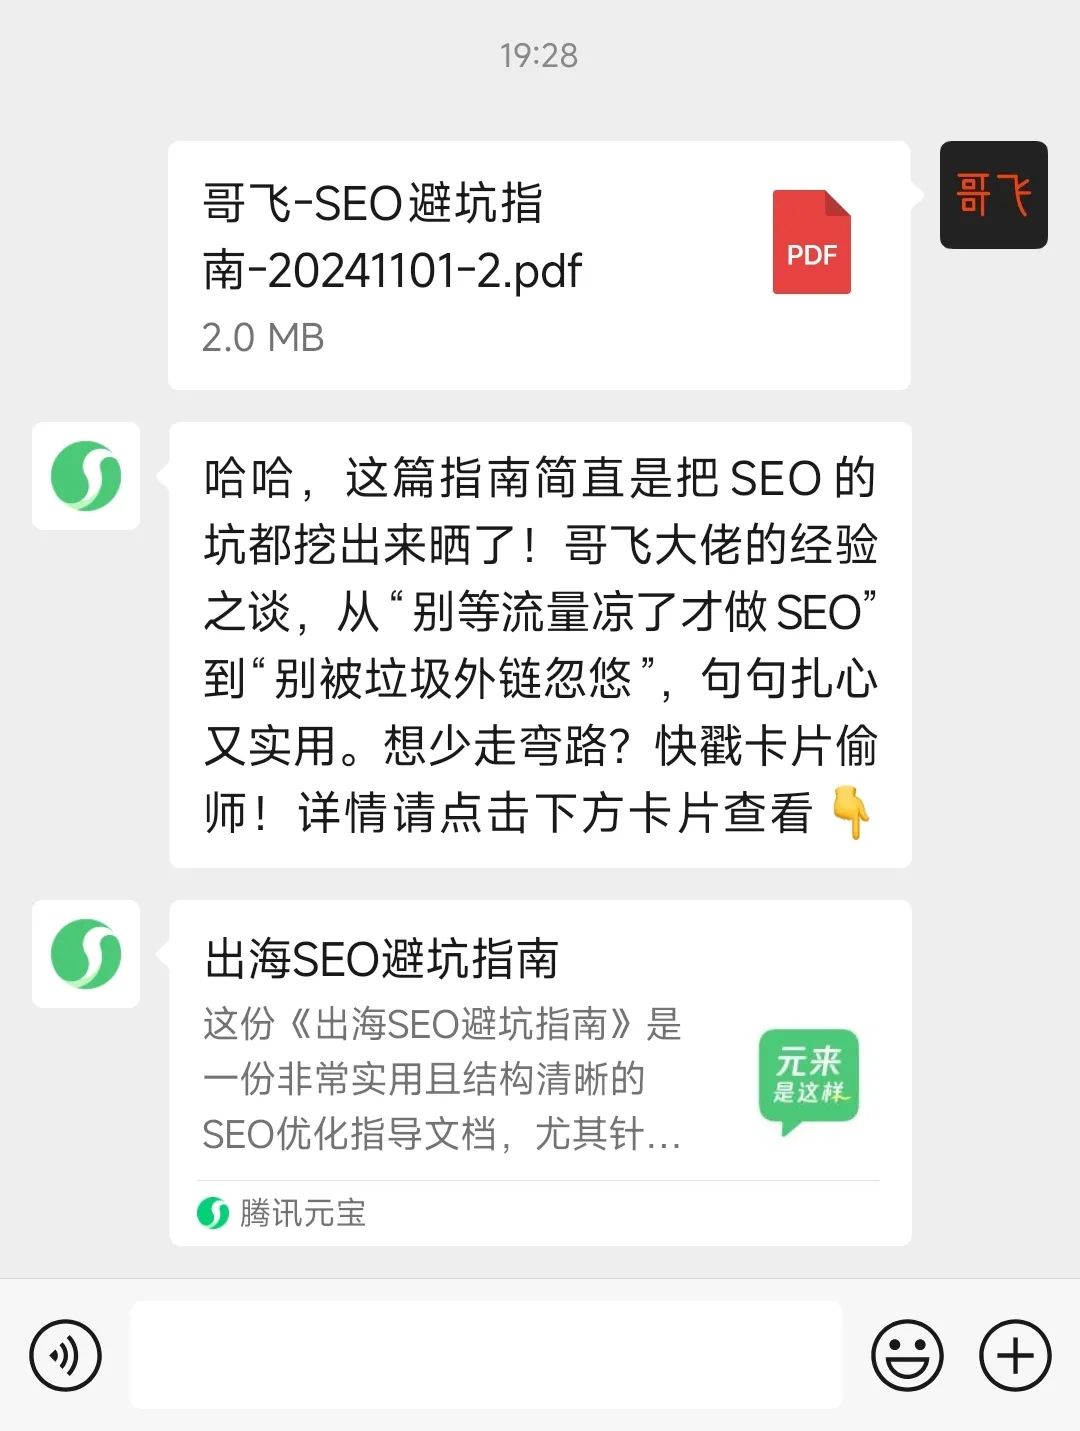 19:28
哥飞-SEO避坑指
南-20241101-2.pdf
2.0 MB
PDF
哥飞
哈哈，这篇指南简直是把 SEO 的
坑都挖出来晒了！哥飞大佬的经验
之谈，从“别等流量凉了才做 SEO”
到“别被垃圾外链忽悠”，句句扎心
又实用。想少走弯路？快戳卡片偷
师！详情请点击下方卡片查看👇
出海SEO避坑指南
这份《出海SEO避坑指南》是
一份非常实用且结构清晰的
SEO优化指导文档，尤其针...
元来
是这样
腾讯元宝